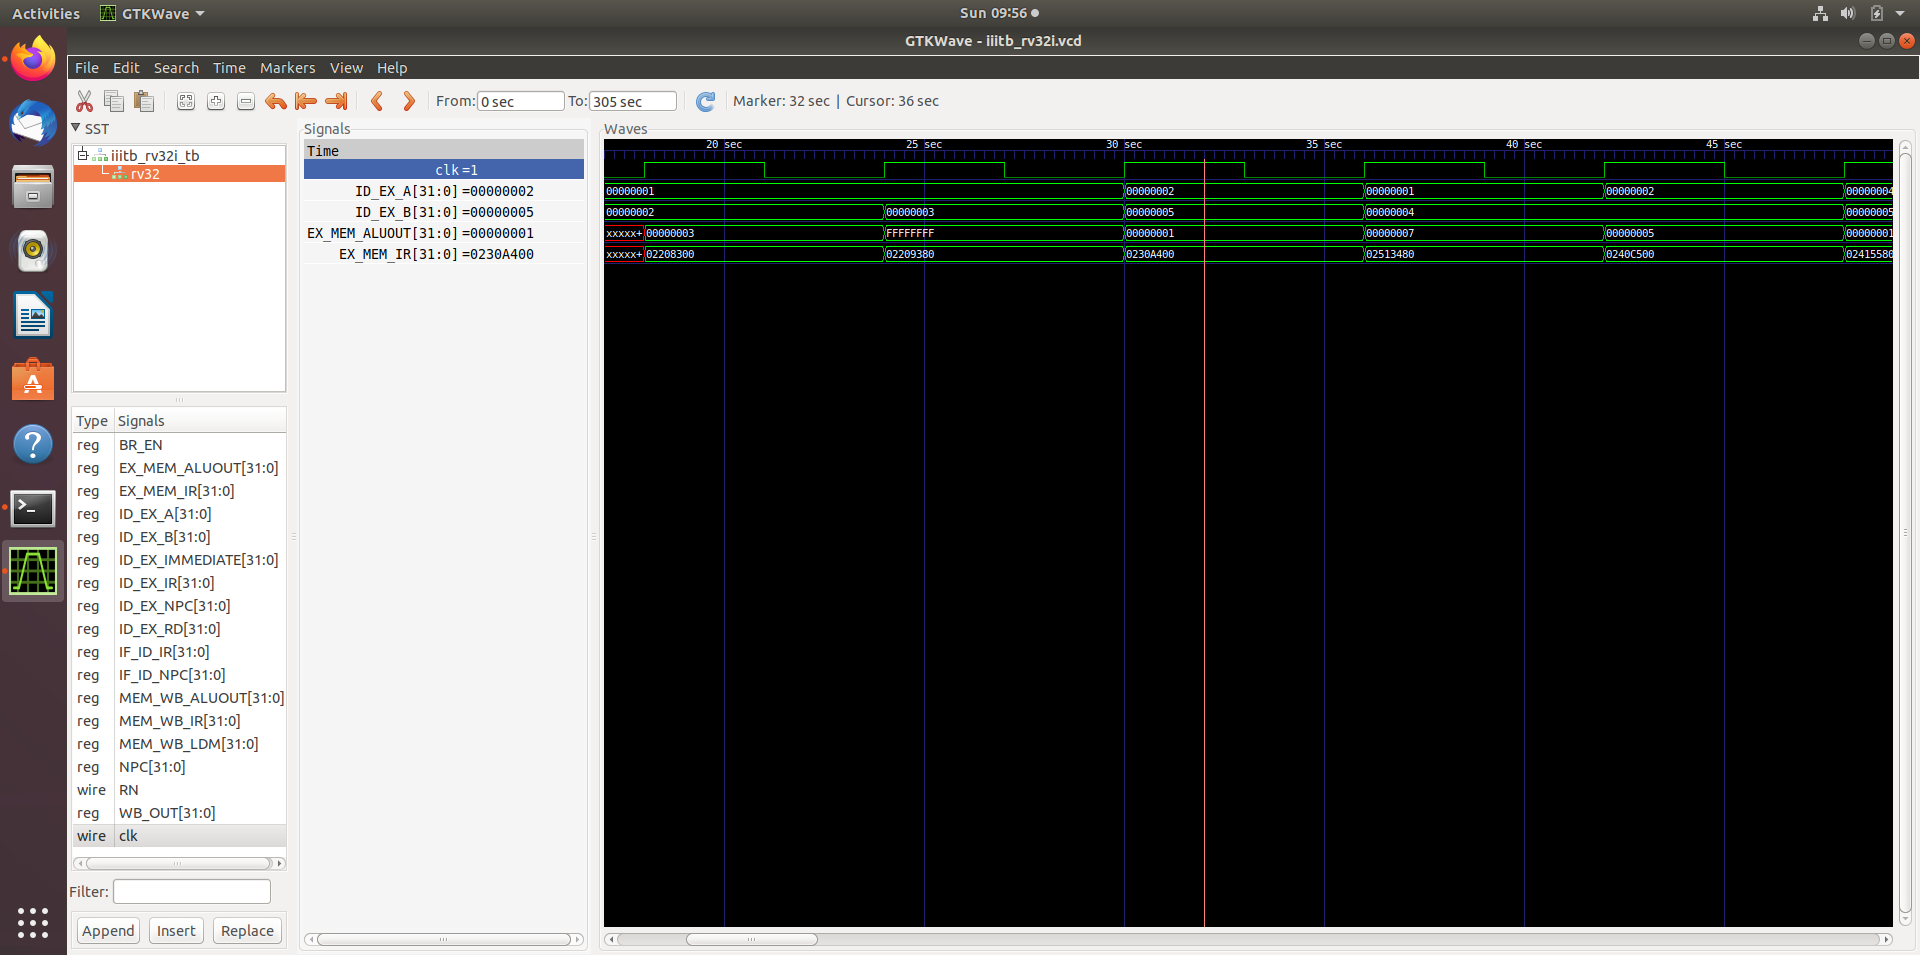 Activities GTKWave Sun 09:56
GTKWave - iiitb_rv32i.vcd
File Edit Search Time Markers View Help
From: 0 sec To: 305 sec Marker: 32 sec | Cursor: 36 sec
SST
iiitb_rv32i_tb
rv32
Type Signals
reg BR_EN
reg EX_MEM_ALUOUT[31:0]
reg EX_MEM_IR[31:0]
reg ID_EX_A[31:0]
reg ID_EX_B[31:0]
reg ID_EX_IMMEDIATE[31:0]
reg ID_EX_IR[31:0]
reg ID_EX_NPC[31:0]
reg ID_EX_RD[31:0]
reg IF_ID_IR[31:0]
reg IF_ID_NPC[31:0]
reg MEM_WB_ALUOUT[31:0]
reg MEM_WB_IR[31:0]
reg MEM_WB_LDM[31:0]
reg NPC[31:0]
wire RN
reg WB_OUT[31:0]
wire clk
Filter:
Append Insert Replace
Signals
Time
clk =1
ID_EX_A[31:0] =00000002
ID_EX_B[31:0] =00000005
EX_MEM_ALUOUT[31:0] =00000001
EX_MEM_IR[31:0] =0230A400
Waves
20 sec 25 sec 30 sec 35 sec 40 sec 45 sec
00000001 00000002 00000001 00000002 00000004
00000002 00000003 00000005 00000004 00000005
xxxxx+ 00000003 FFFFFFFF 00000001 00000007 00000005 00000001
xxxxx+ 02208300 02209380 0230A400 02513480 0240C500 02415580